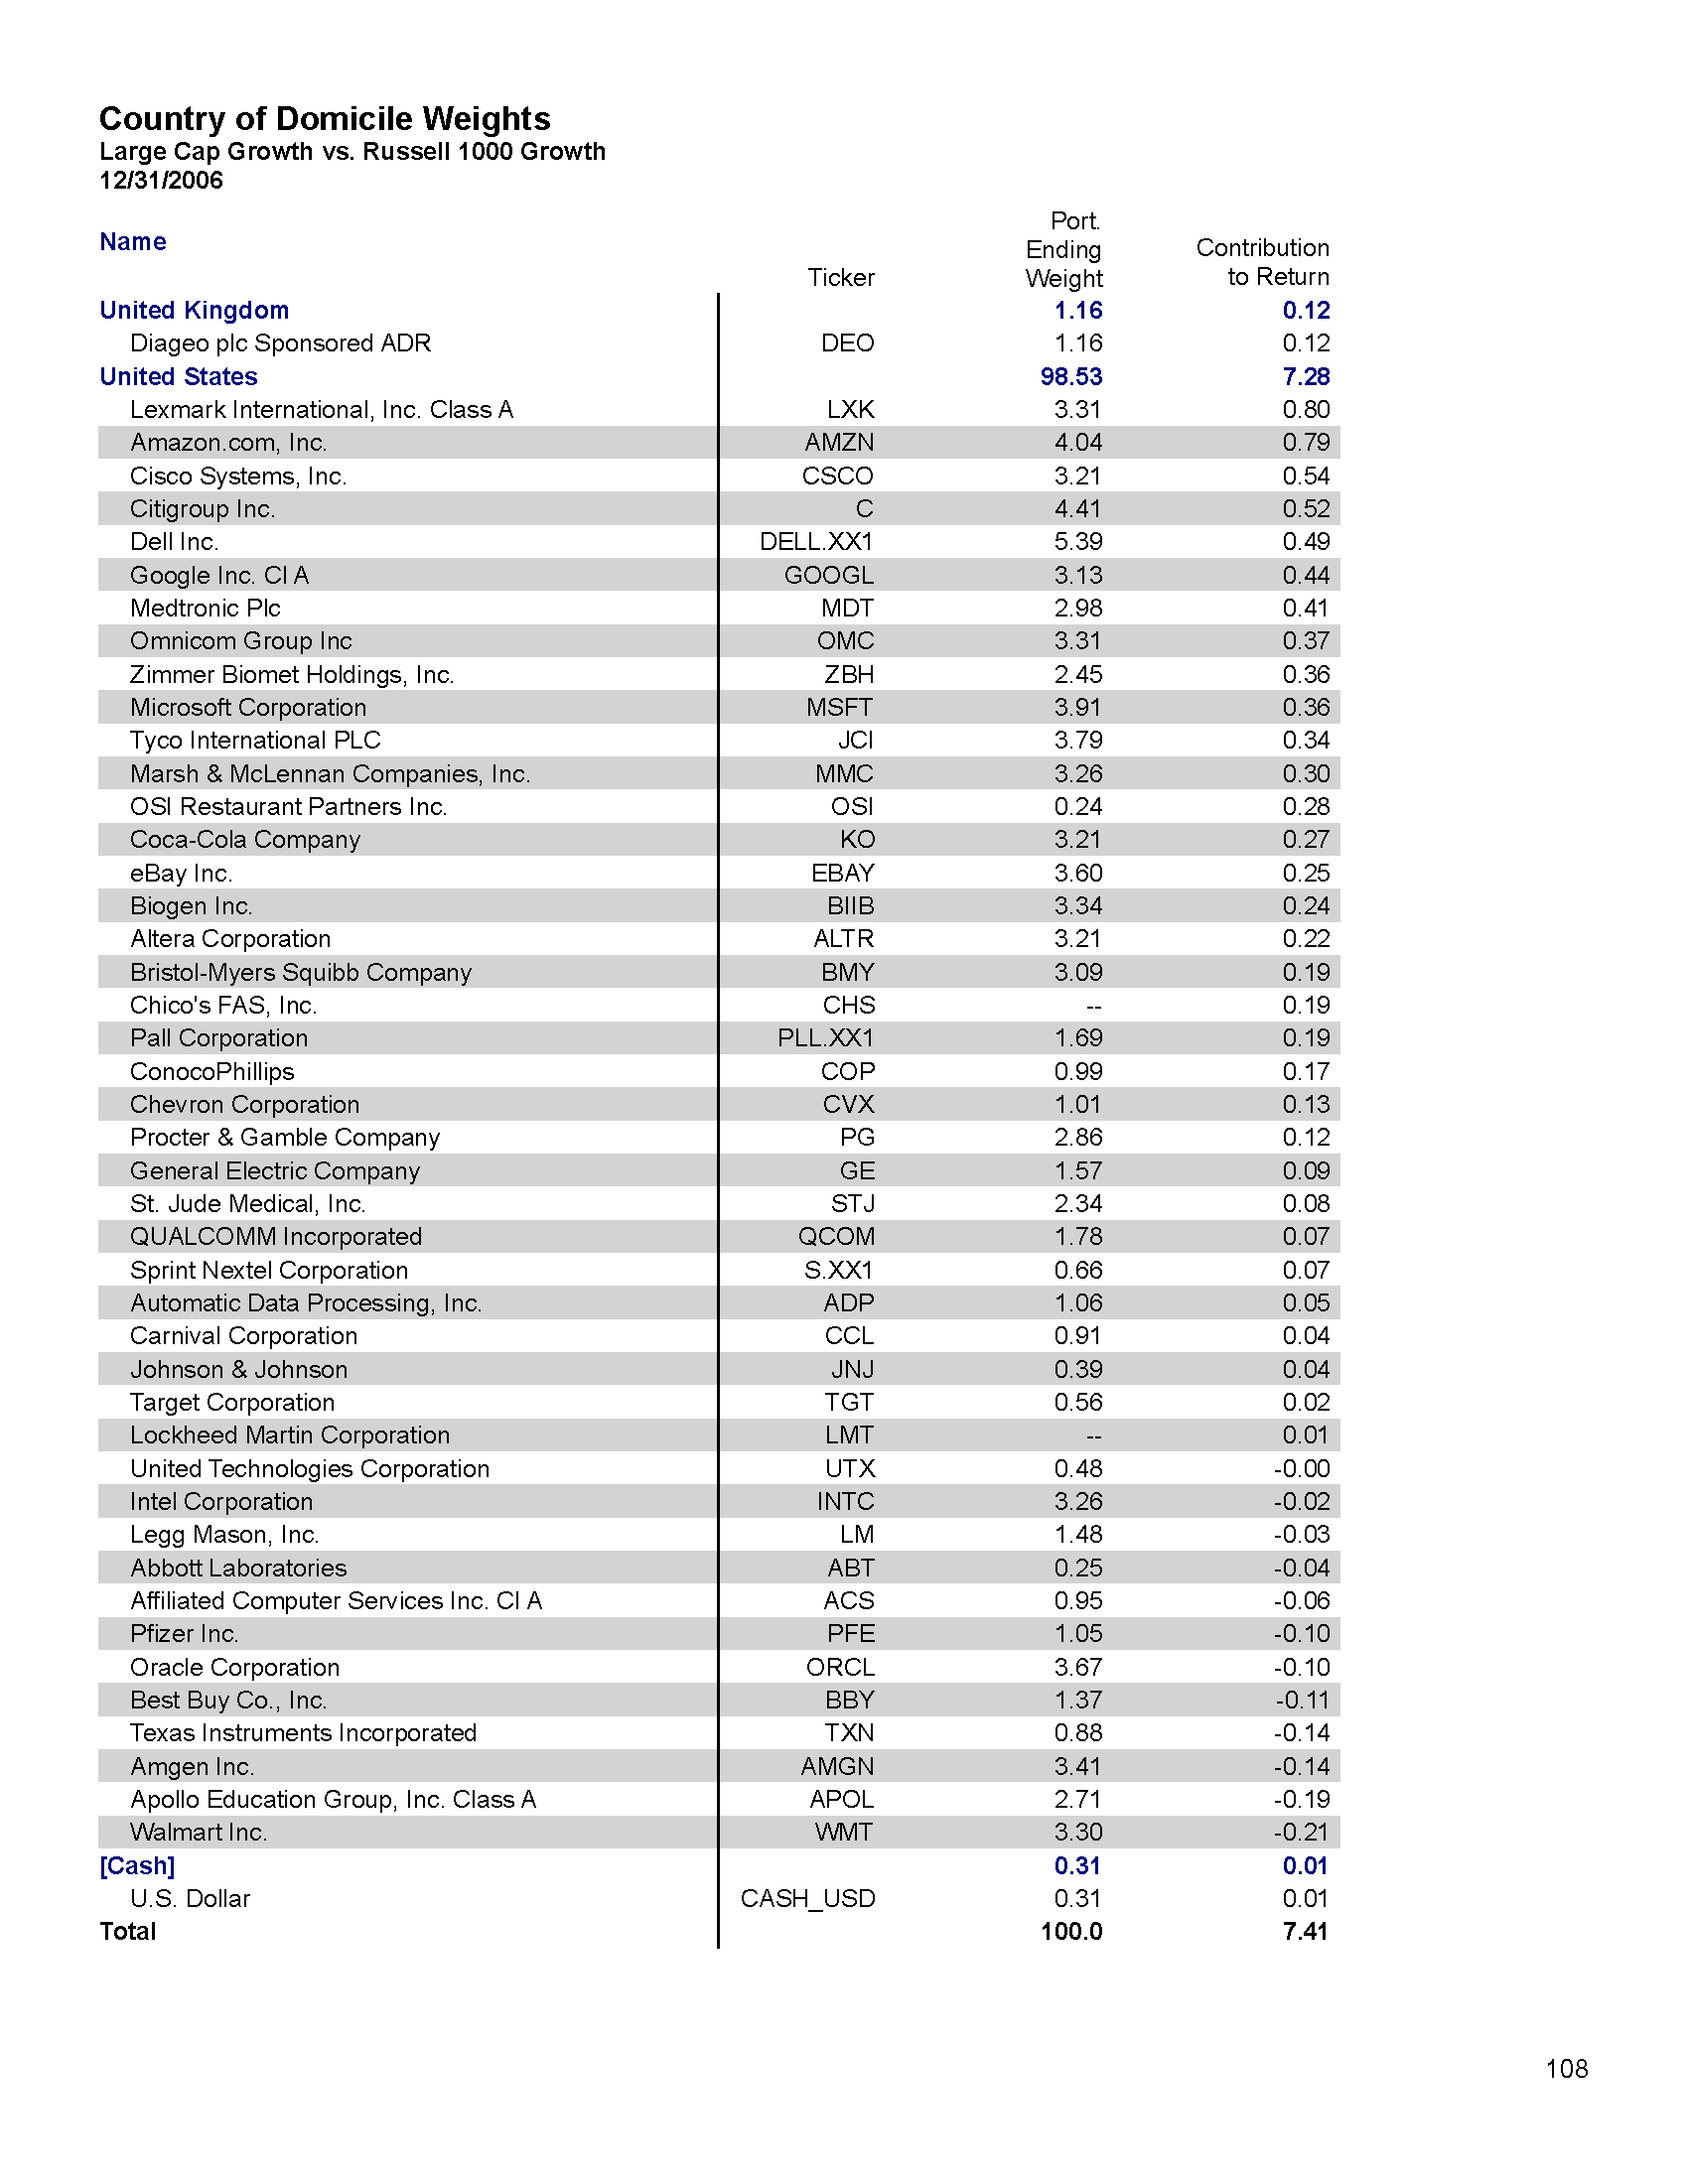 Country of Domicile Weights
Large Cap Growth vs. Russell 1000 Growth
12/31/2006
Name Ticker Port. Ending Weight Contribution to Return
United Kingdom 1.16 0.12
Diageo plc Sponsored ADR DEO 1.16 0.12
United States 98.53 7.28
Lexmark International, Inc. Class A LXK 3.31 0.80
Amazon.com, Inc. AMZN 4.04 0.79
Cisco Systems, Inc. CSCO 3.21 0.54
Citigroup Inc. C 4.41 0.52
Dell Inc. DELL.XX1 5.39 0.49
Google Inc. Cl A GOOGL 3.13 0.44
Medtronic Plc MDT 2.98 0.41
Omnicom Group Inc OMC 3.31 0.37
Zimmer Biomet Holdings, Inc. ZBH 2.45 0.36
Microsoft Corporation MSFT 3.91 0.36
Tyco International PLC JCI 3.79 0.34
Marsh & McLennan Companies, Inc. MMC 3.26 0.30
OSI Restaurant Partners Inc. OSI 0.24 0.28
Coca-Cola Company KO 3.21 0.27
eBay Inc. EBAY 3.60 0.25
Biogen Inc. BIIB 3.34 0.24
Altera Corporation ALTR 3.21 0.22
Bristol-Myers Squibb Company BMY 3.09 0.19
Chico's FAS, Inc. CHS -- 0.19
Pall Corporation PLL.XX1 1.69 0.19
ConocoPhillips COP 0.99 0.17
Chevron Corporation CVX 1.01 0.13
Procter & Gamble Company PG 2.86 0.12
General Electric Company GE 1.57 0.09
St. Jude Medical, Inc. STJ 2.34 0.08
QUALCOMM Incorporated QCOM 1.78 0.07
Sprint Nextel Corporation S.XX1 0.66 0.07
Automatic Data Processing, Inc. ADP 1.06 0.05
Carnival Corporation CCL 0.91 0.04
Johnson & Johnson JNJ 0.39 0.04
Target Corporation TGT 0.56 0.02
Lockheed Martin Corporation LMT -- 0.01
United Technologies Corporation UTX 0.48 -0.00
Intel Corporation INTC 3.26 -0.02
Legg Mason, Inc. LM 1.48 -0.03
Abbott Laboratories ABT 0.25 -0.04
Affiliated Computer Services Inc. Cl A ACS 0.95 -0.06
Pfizer Inc. PFE 1.05 -0.10
Oracle Corporation ORCL 3.67 -0.10
Best Buy Co., Inc. BBY 1.37 -0.11
Texas Instruments Incorporated TXN 0.88 -0.14
Amgen Inc. AMGN 3.41 -0.14
Apollo Education Group, Inc. Class A APOL 2.71 -0.19
Walmart Inc. WMT 3.30 -0.21
[Cash] 0.31 0.01
U.S. Dollar CASH_USD 0.31 0.01
Total 100.0 7.41
108